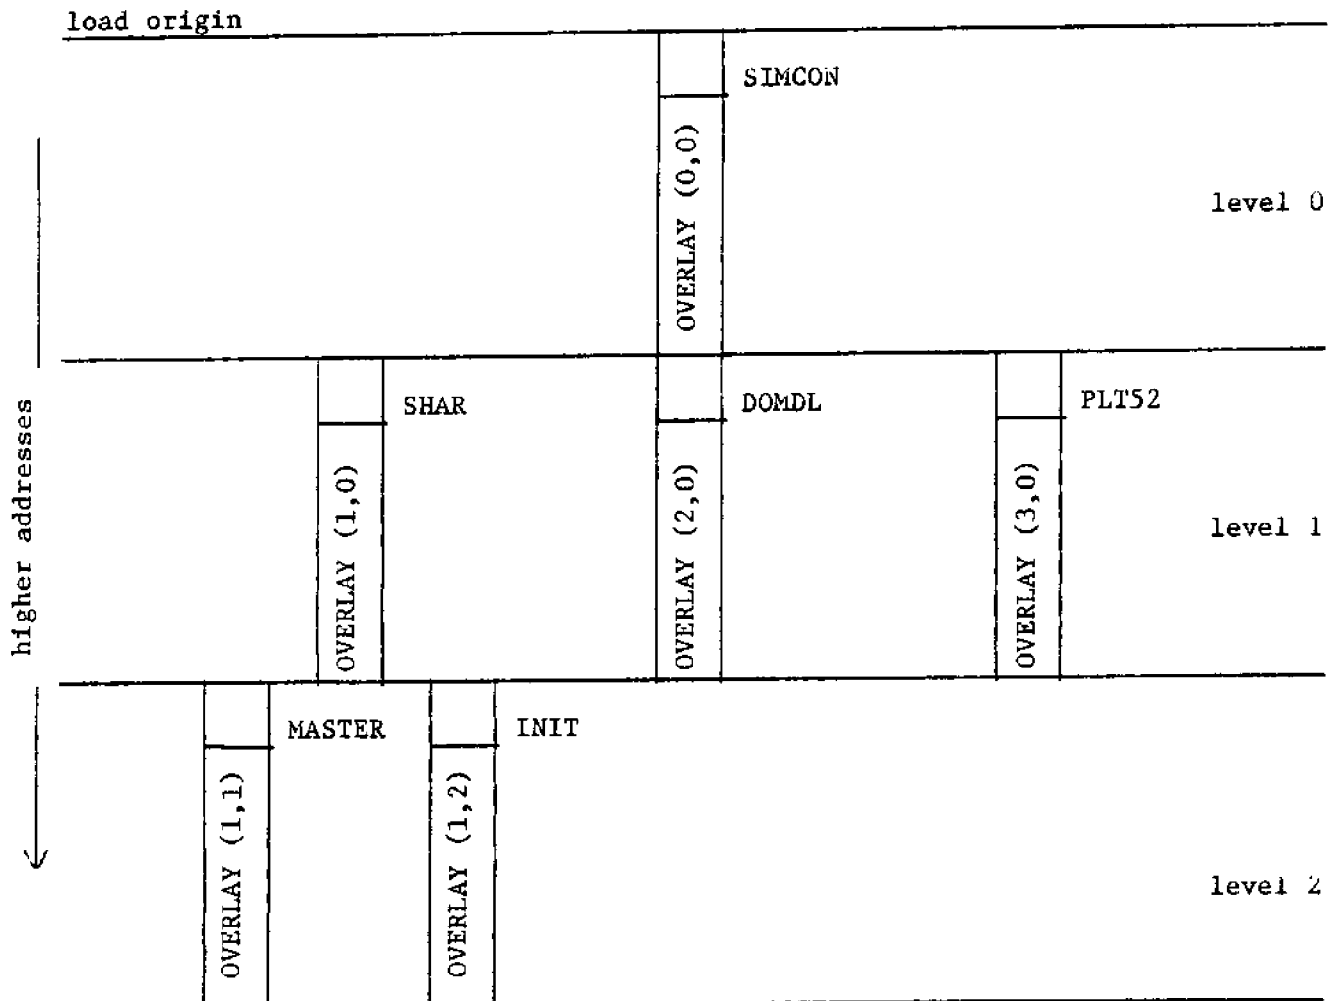 load origin
SIMCON
OVERLAY (0,0)
level 0
higher addresses
SHAR
DOMDL
PLT52
OVERLAY (1,0)
OVERLAY (2,0)
OVERLAY (3,0)
level 1
MASTER
INIT
OVERLAY (1,1)
OVERLAY (1,2)
level 2